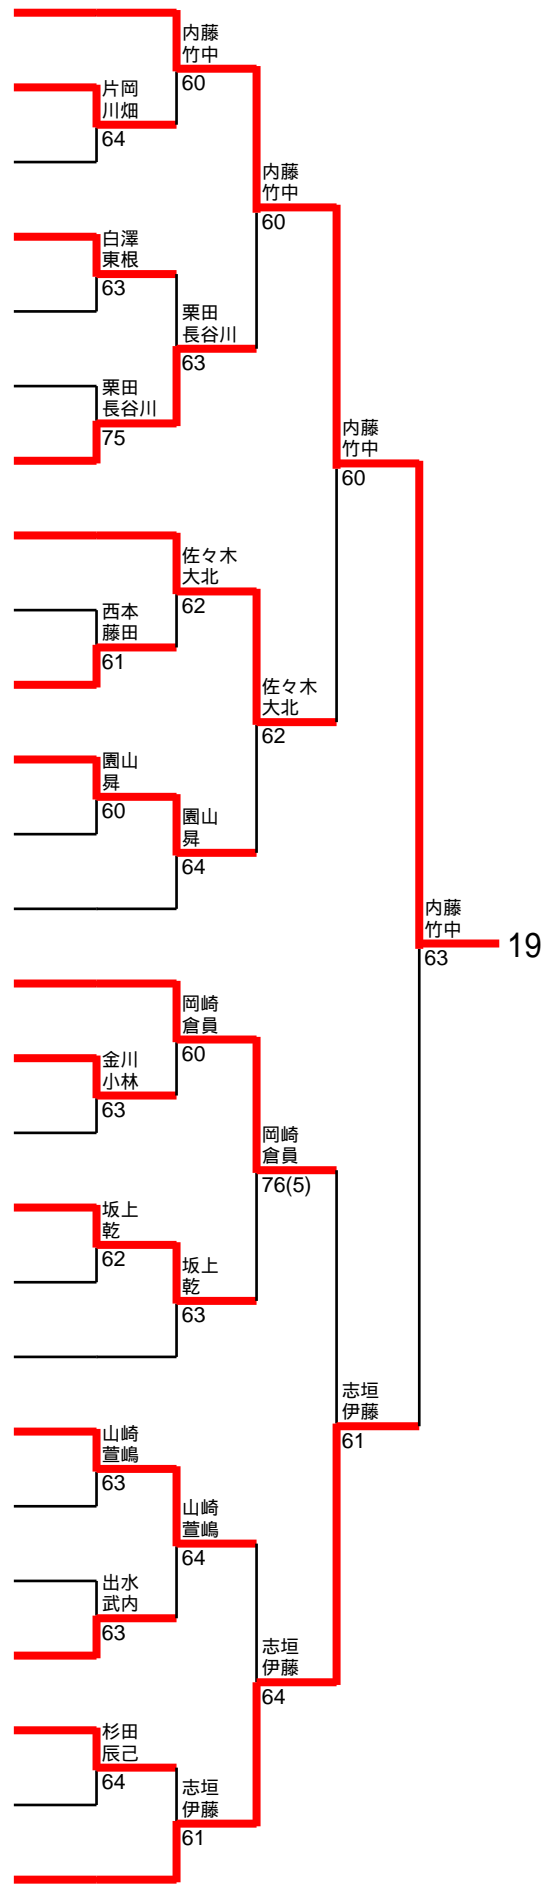 内藤
竹中
60
片岡
川畑
64
内藤
竹中
60
白澤
東根
63
栗田
長谷川
63
栗田
長谷川
75
内藤
竹中
60
佐々木
大北
62
西本
藤田
61
佐々木
大北
62
園山
曻
60
園山
曻
64
内藤
竹中
63
19
岡崎
倉員
60
金川
小林
63
岡崎
倉員
76(5)
坂上
乾
62
坂上
乾
63
志垣
伊藤
61
山崎
萱嶋
63
山崎
萱嶋
64
出水
武内
63
志垣
伊藤
64
杉田
辰己
64
志垣
伊藤
61